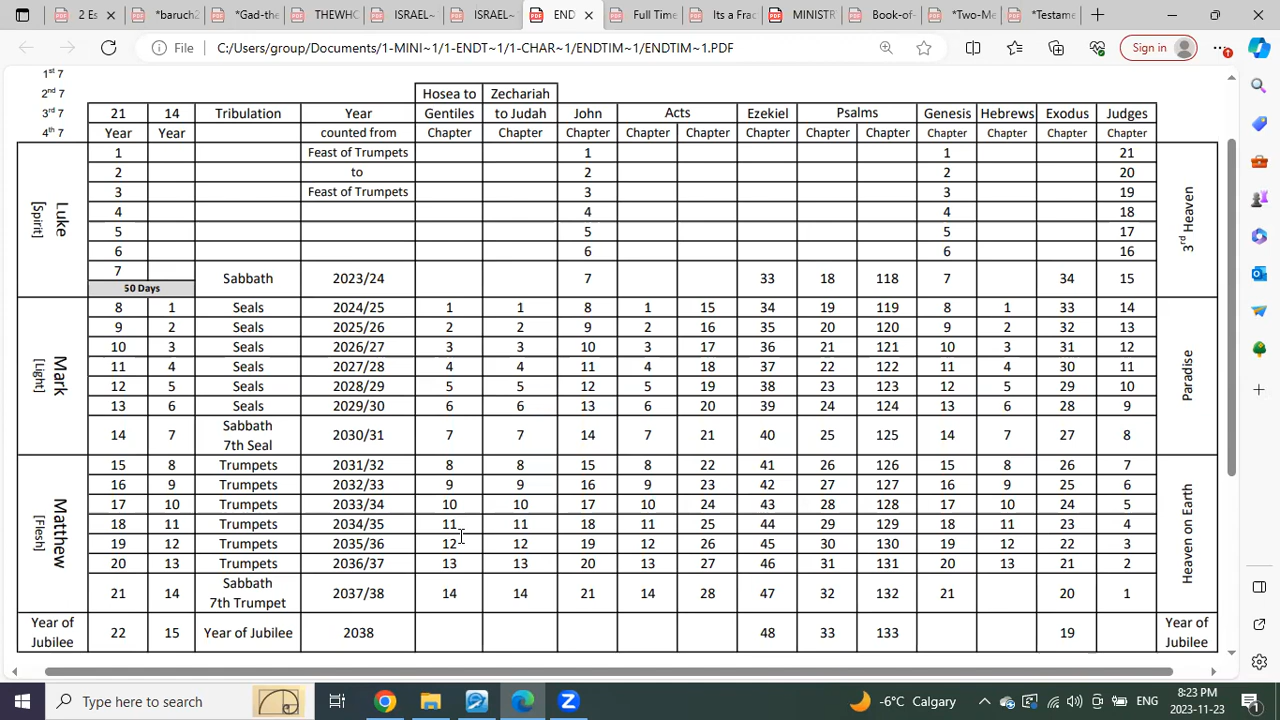 2 Es
*baruch2
*Gad-the
THEWHO
ISRAEL~
ISRAEL~
END
Full Time
Its a Frac
MINISTR
Book-of-
*Two-Me
*Testame
File C:/Users/group/Documents/1-MINI~1/1-ENDT~1/1-CHAR~1/ENDTIM~1/ENDTIM~1.PDF Sign in
1st 7
2nd 7 Hosea to Zechariah
3rd 7 21 14 Tribulation Year Gentiles to Judah John Acts Ezekiel Psalms Genesis Hebrews Exodus Judges
4th 7 Year Year counted from Chapter Chapter Chapter Chapter Chapter Chapter Chapter Chapter Chapter Chapter Chapter Chapter
Luke
[Spirit]
1 Feast of Trumpets 1 1 21
2 to 2 2 20
3 Feast of Trumpets 3 3 19
4 4 4 18
5 5 5 17
6 6 6 16
7 Sabbath 2023/24 7 33 18 118 7 34 15
50 Days
3rd Heaven
Mark
[Light]
8 1 Seals 2024/25 1 1 8 1 15 34 19 119 8 1 33 14
9 2 Seals 2025/26 2 2 9 2 16 35 20 120 9 2 32 13
10 3 Seals 2026/27 3 3 10 3 17 36 21 121 10 3 31 12
11 4 Seals 2027/28 4 4 11 4 18 37 22 122 11 4 30 11
12 5 Seals 2028/29 5 5 12 5 19 38 23 123 12 5 29 10
13 6 Seals 2029/30 6 6 13 6 20 39 24 124 13 6 28 9
14 7 Sabbath 2030/31 7 7 14 7 21 40 25 125 14 7 27 8
7th Seal
Paradise
Matthew
[Flesh]
15 8 Trumpets 2031/32 8 8 15 8 22 41 26 126 15 8 26 7
16 9 Trumpets 2032/33 9 9 16 9 23 42 27 127 16 9 25 6
17 10 Trumpets 2033/34 10 10 17 10 24 43 28 128 17 10 24 5
18 11 Trumpets 2034/35 11 11 18 11 25 44 29 129 18 11 23 4
19 12 Trumpets 2035/36 12 12 19 12 26 45 30 130 19 12 22 3
20 13 Trumpets 2036/37 13 13 20 13 27 46 31 131 20 13 21 2
21 14 Sabbath 2037/38 14 14 21 14 28 47 32 132 21 20 1
7th Trumpet
Heaven on Earth
Year of Jubilee 22 15 Year of Jubilee 2038 48 33 133 19 Year of Jubilee
Type here to search
-6°C Calgary
ENG
8:23 PM
2023-11-23
1